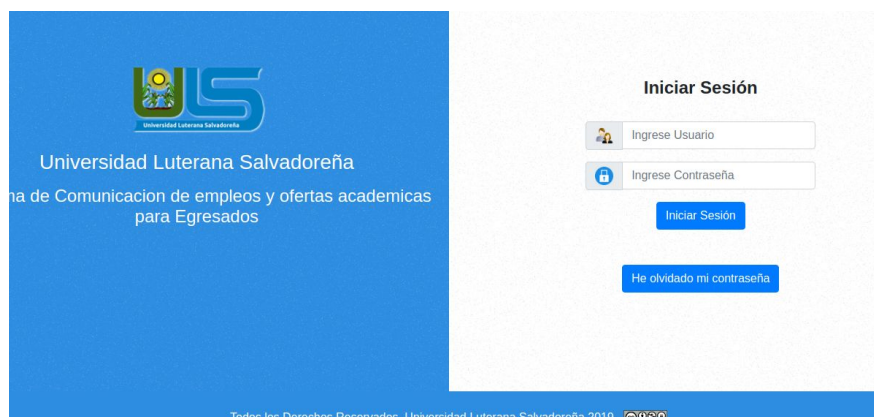 ULS
Universidad Luterana Salvadoreña
Universidad Luterana Salvadoreña
de Comunicacion de empleos y ofertas academicas
para Egresados
Iniciar Sesión
Ingrese Usuario
Ingrese Contraseña
Iniciar Sesión
He olvidado mi contraseña
Todos los Derechos Reservados, Universidad Luterana Salvadoreña 2019